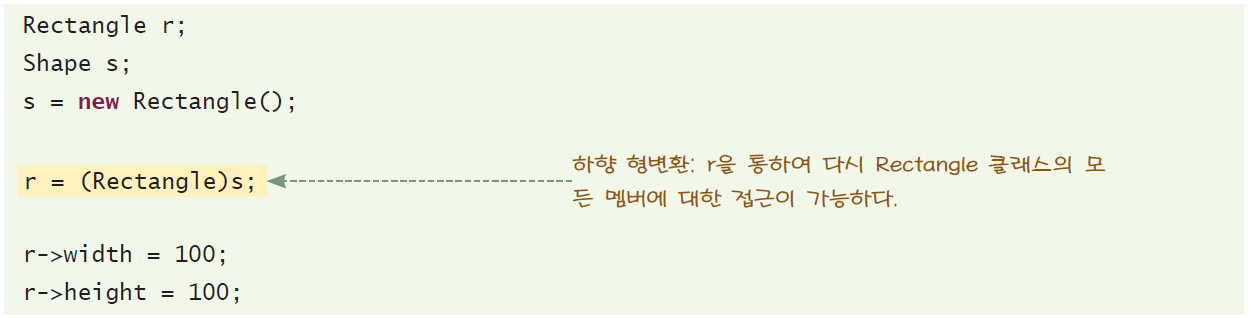 Rectangle r;
Shape s;
s = new Rectangle();
r = (Rectangle)s;
하향 형변환: r을 통하여 다시 Rectangle 클래스의 모
든 멤버에 대한 접근이 가능하다.
r->width = 100;
r->height = 100;